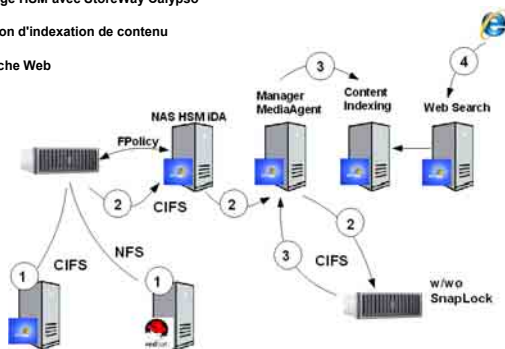 ge HSM avec StoreWay Calypso
on d'indexation de contenu
che Web
4
3
Manager
MediaAgent
Content
Indexing
Web Search
NAS HSM iDA
FPolicy
2
CIFS
2
2
1
CIFS
NFS
1
3
CIFS
w/wo
SnapLock
redhat